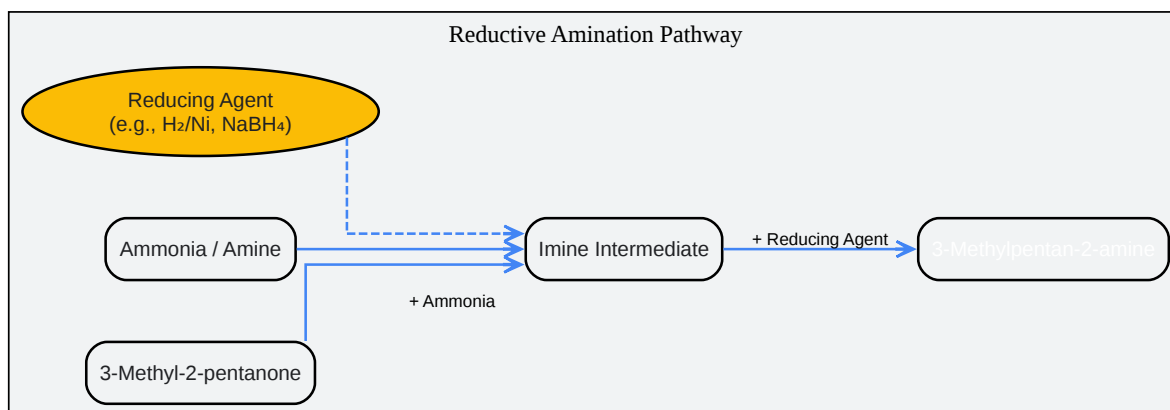 Reductive Amination Pathway
Reducing Agent
(e.g., H₂/Ni, NaBH₄)
Ammonia / Amine
Imine Intermediate
+ Reducing Agent
3-Methylpentan-2-amine
+ Ammonia
3-Methyl-2-pentanone